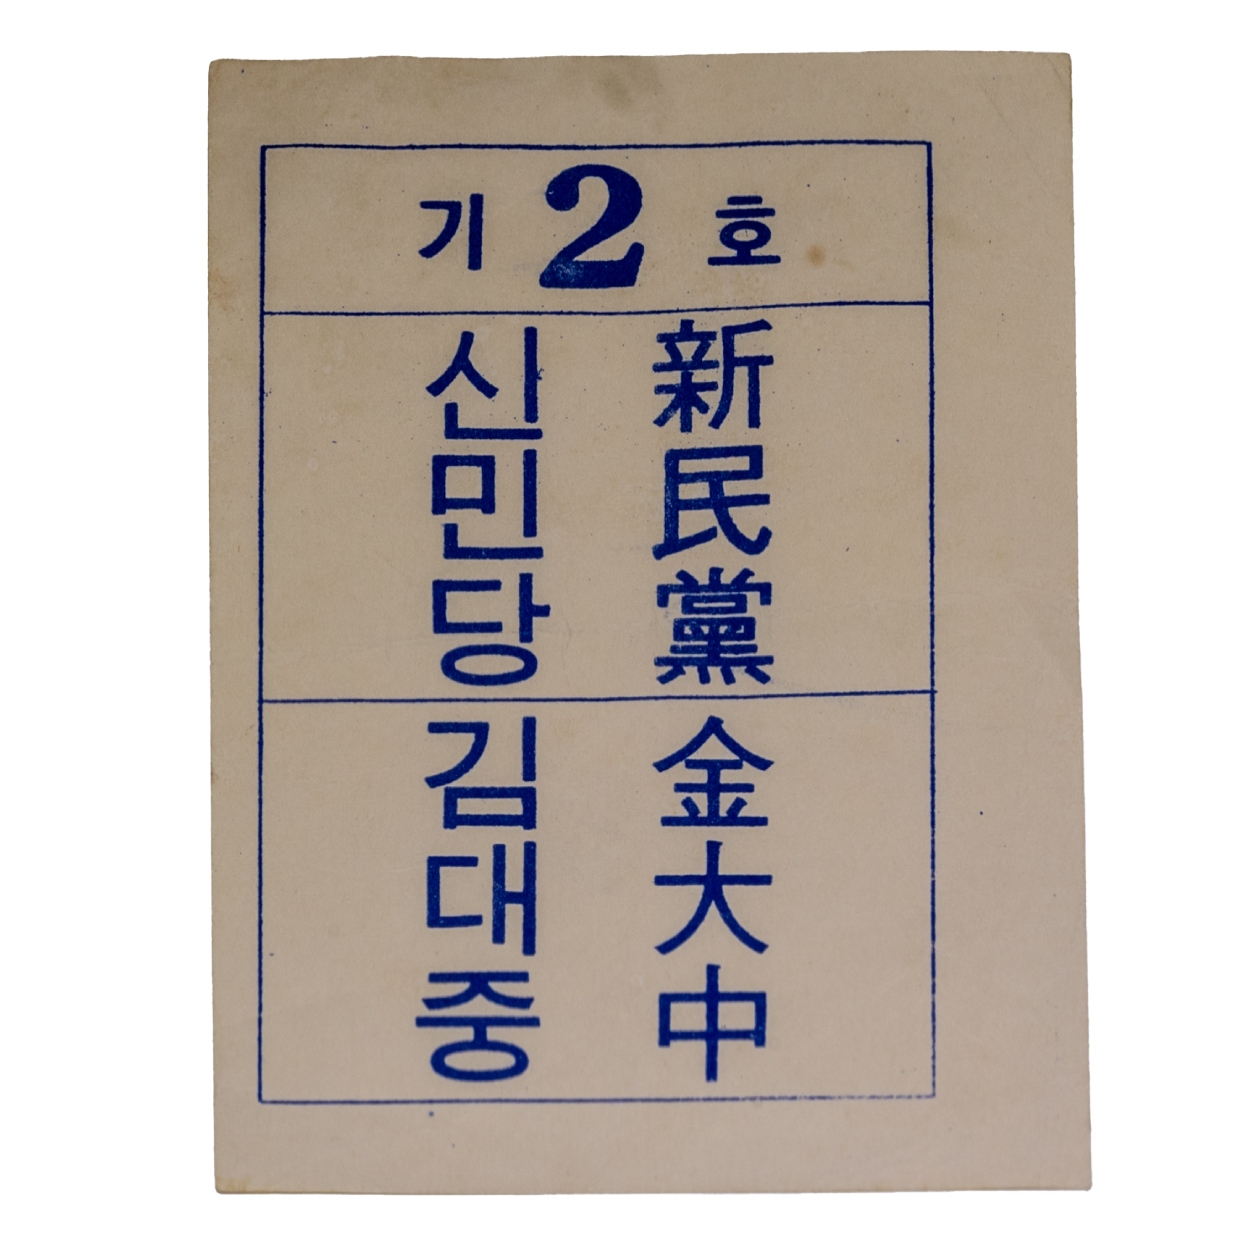 기 2 호
新民黨
신민당
金大中
김대중